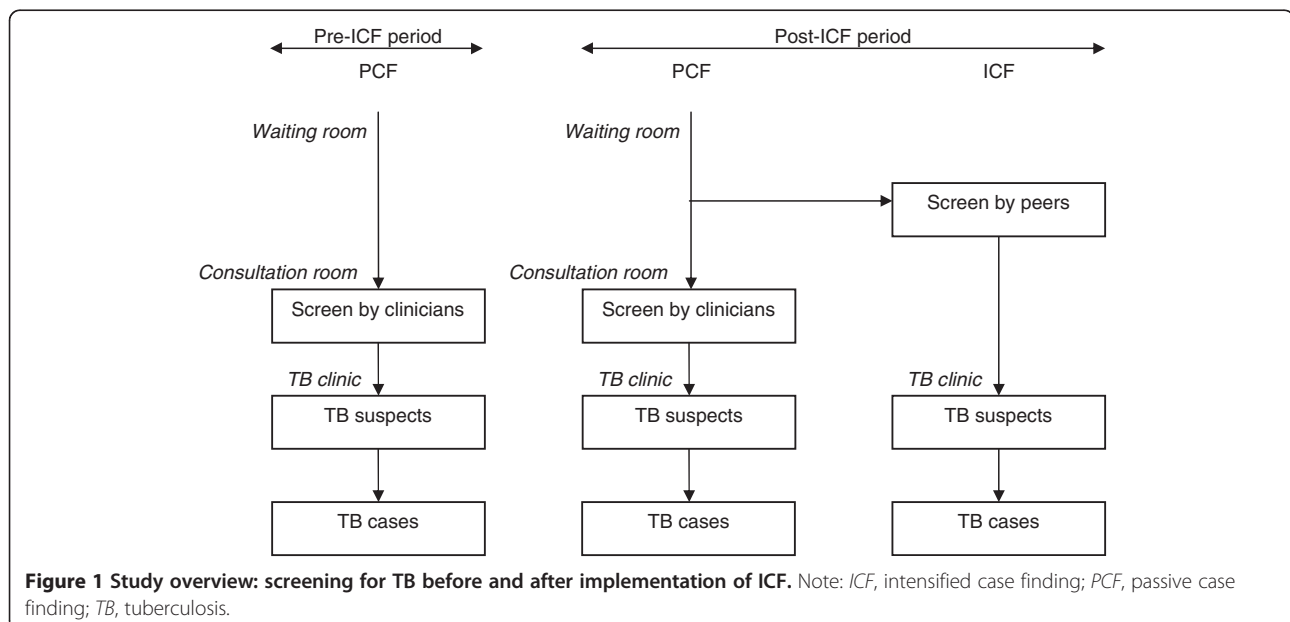 Pre-ICF period Post-ICF period
PCF PCF ICF
Waiting room Waiting room
Screen by peers
Consultation room Consultation room
Screen by clinicians Screen by clinicians
TB clinic TB clinic TB clinic
TB suspects TB suspects TB suspects
TB cases TB cases TB cases
Figure 1 Study overview: screening for TB before and after implementation of ICF. Note: ICF, intensified case finding; PCF, passive case
finding; TB, tuberculosis.